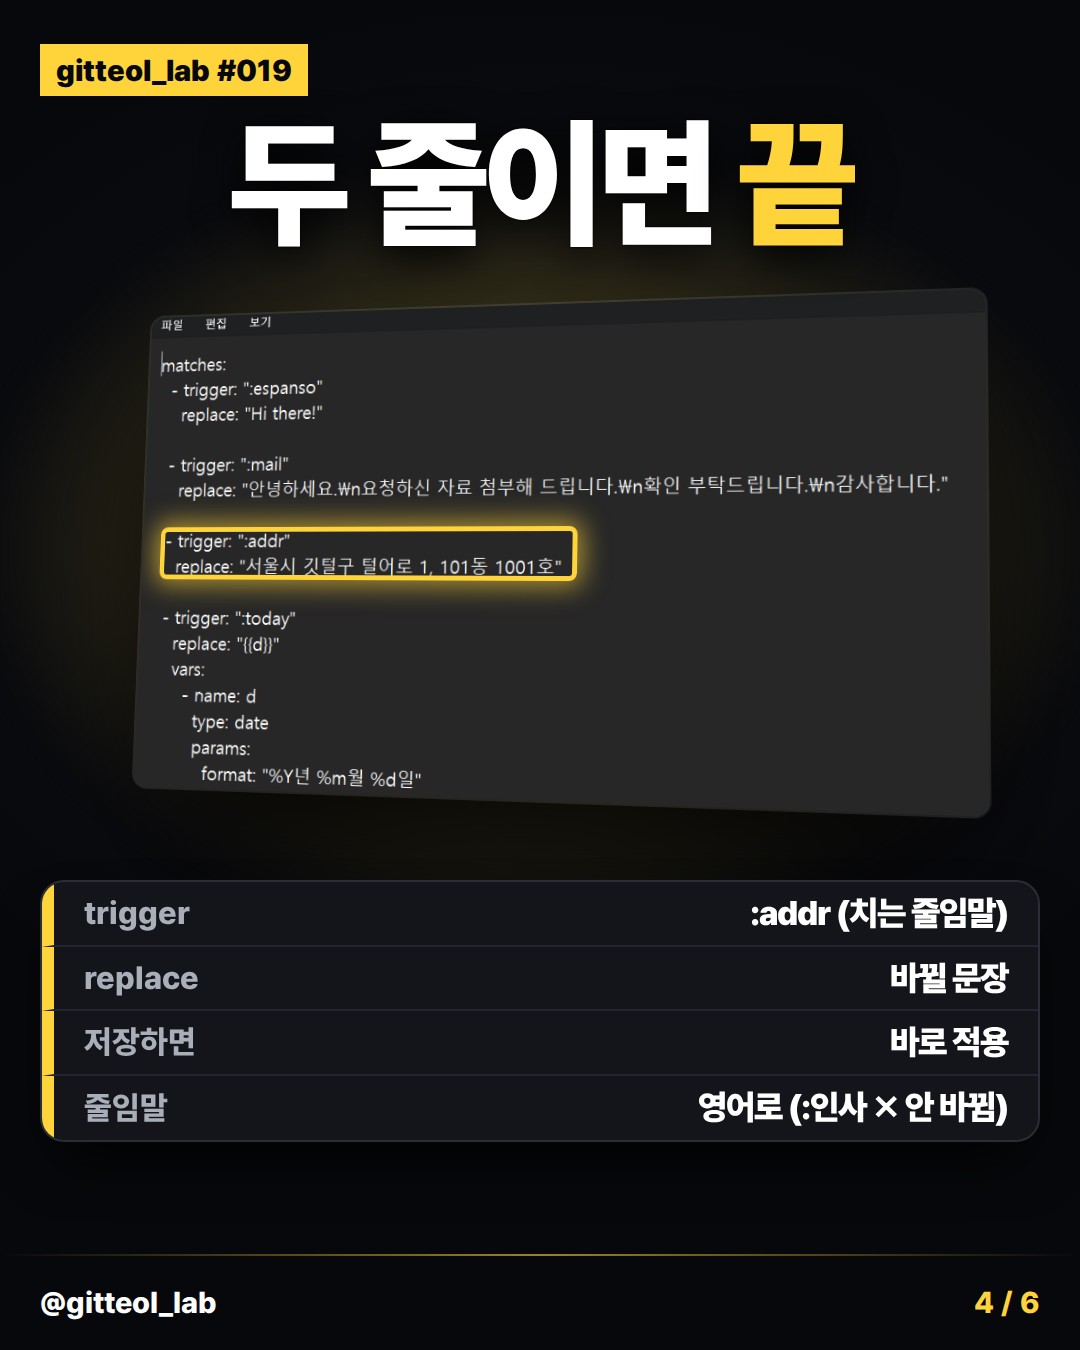 gitteol_lab #019
두 줄이면 끝
파일 편집 보기
matches:
- trigger: ":espanso"
replace: "Hi there!"
- trigger: ":mail"
replace: "안녕하세요.₩n요청하신 자료 첨부해 드립니다.₩n확인 부탁드립니다.₩n감사합니다."
- trigger: ":addr"
replace: "서울시 깃털구 털어로 1, 101동 1001호"
- trigger: ":today"
replace: "{{d}}"
vars:
- name: d
type: date
params:
format: "%Y년 %m월 %d일"
trigger :addr (치는 줄임말)
replace 바뀔 문장
저장하면 바로 적용
줄임말 영어로 (:인사 × 안 바뀜)
@gitteol_lab 4 / 6